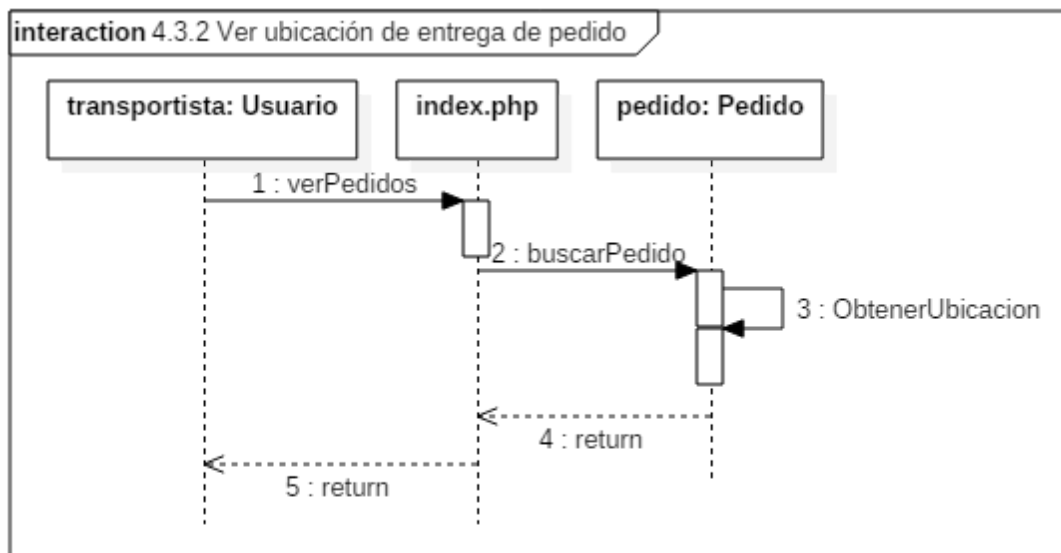 interaction 4.3.2 Ver ubicación de entrega de pedido
transportista: Usuario
index.php
pedido: Pedido
1 : verPedidos
2 : buscarPedido
3 : ObtenerUbicacion
4 : return
5 : return